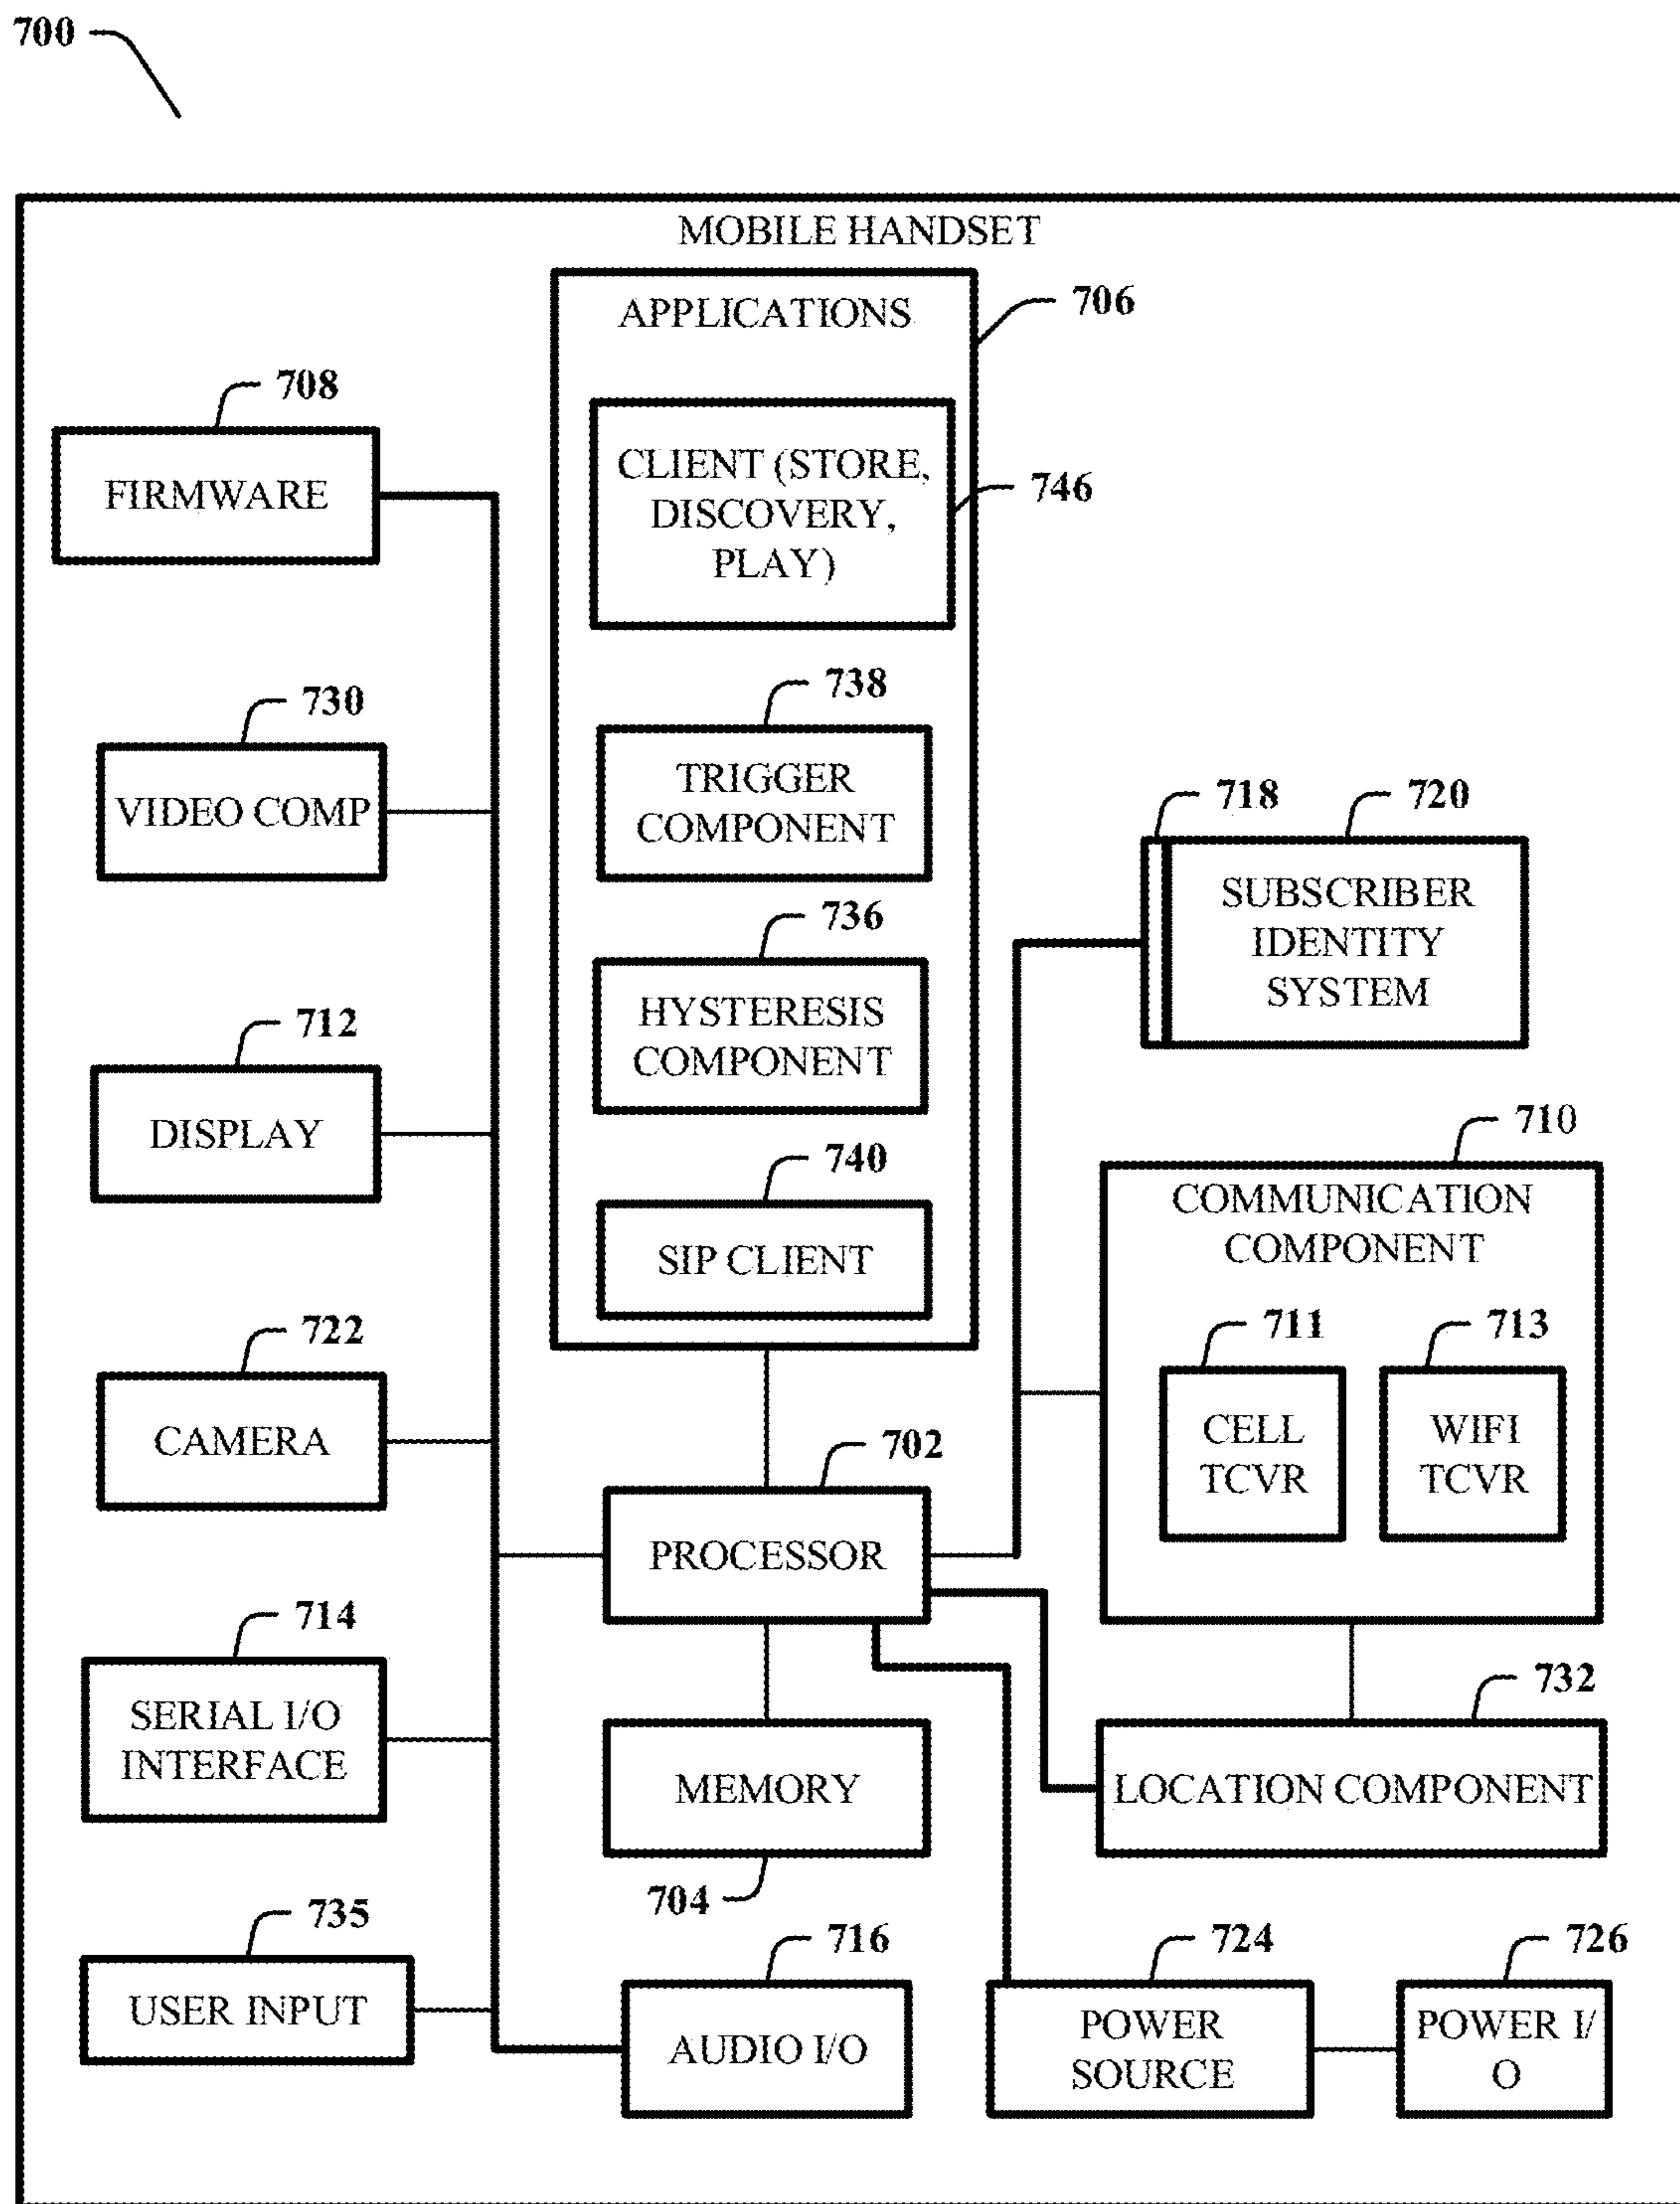 700
MOBILE HANDSET
APPLICATIONS
706
708
FIRMWARE
CLIENT (STORE,
DISCOVERY,
PLAY)
746
730
VIDEO COMP
738
TRIGGER
COMPONENT
718
720
SUBSCRIBER
IDENTITY
SYSTEM
736
HYSTERESIS
COMPONENT
712
DISPLAY
710
COMMUNICATION
COMPONENT
740
SIP CLIENT
711
CELL
TCVR
713
WIFI
TCVR
722
CAMERA
702
PROCESSOR
714
SERIAL I/O
INTERFACE
732
LOCATION COMPONENT
MEMORY
704
735
USER INPUT
716
AUDIO I/O
724
POWER
SOURCE
726
POWER I/
O